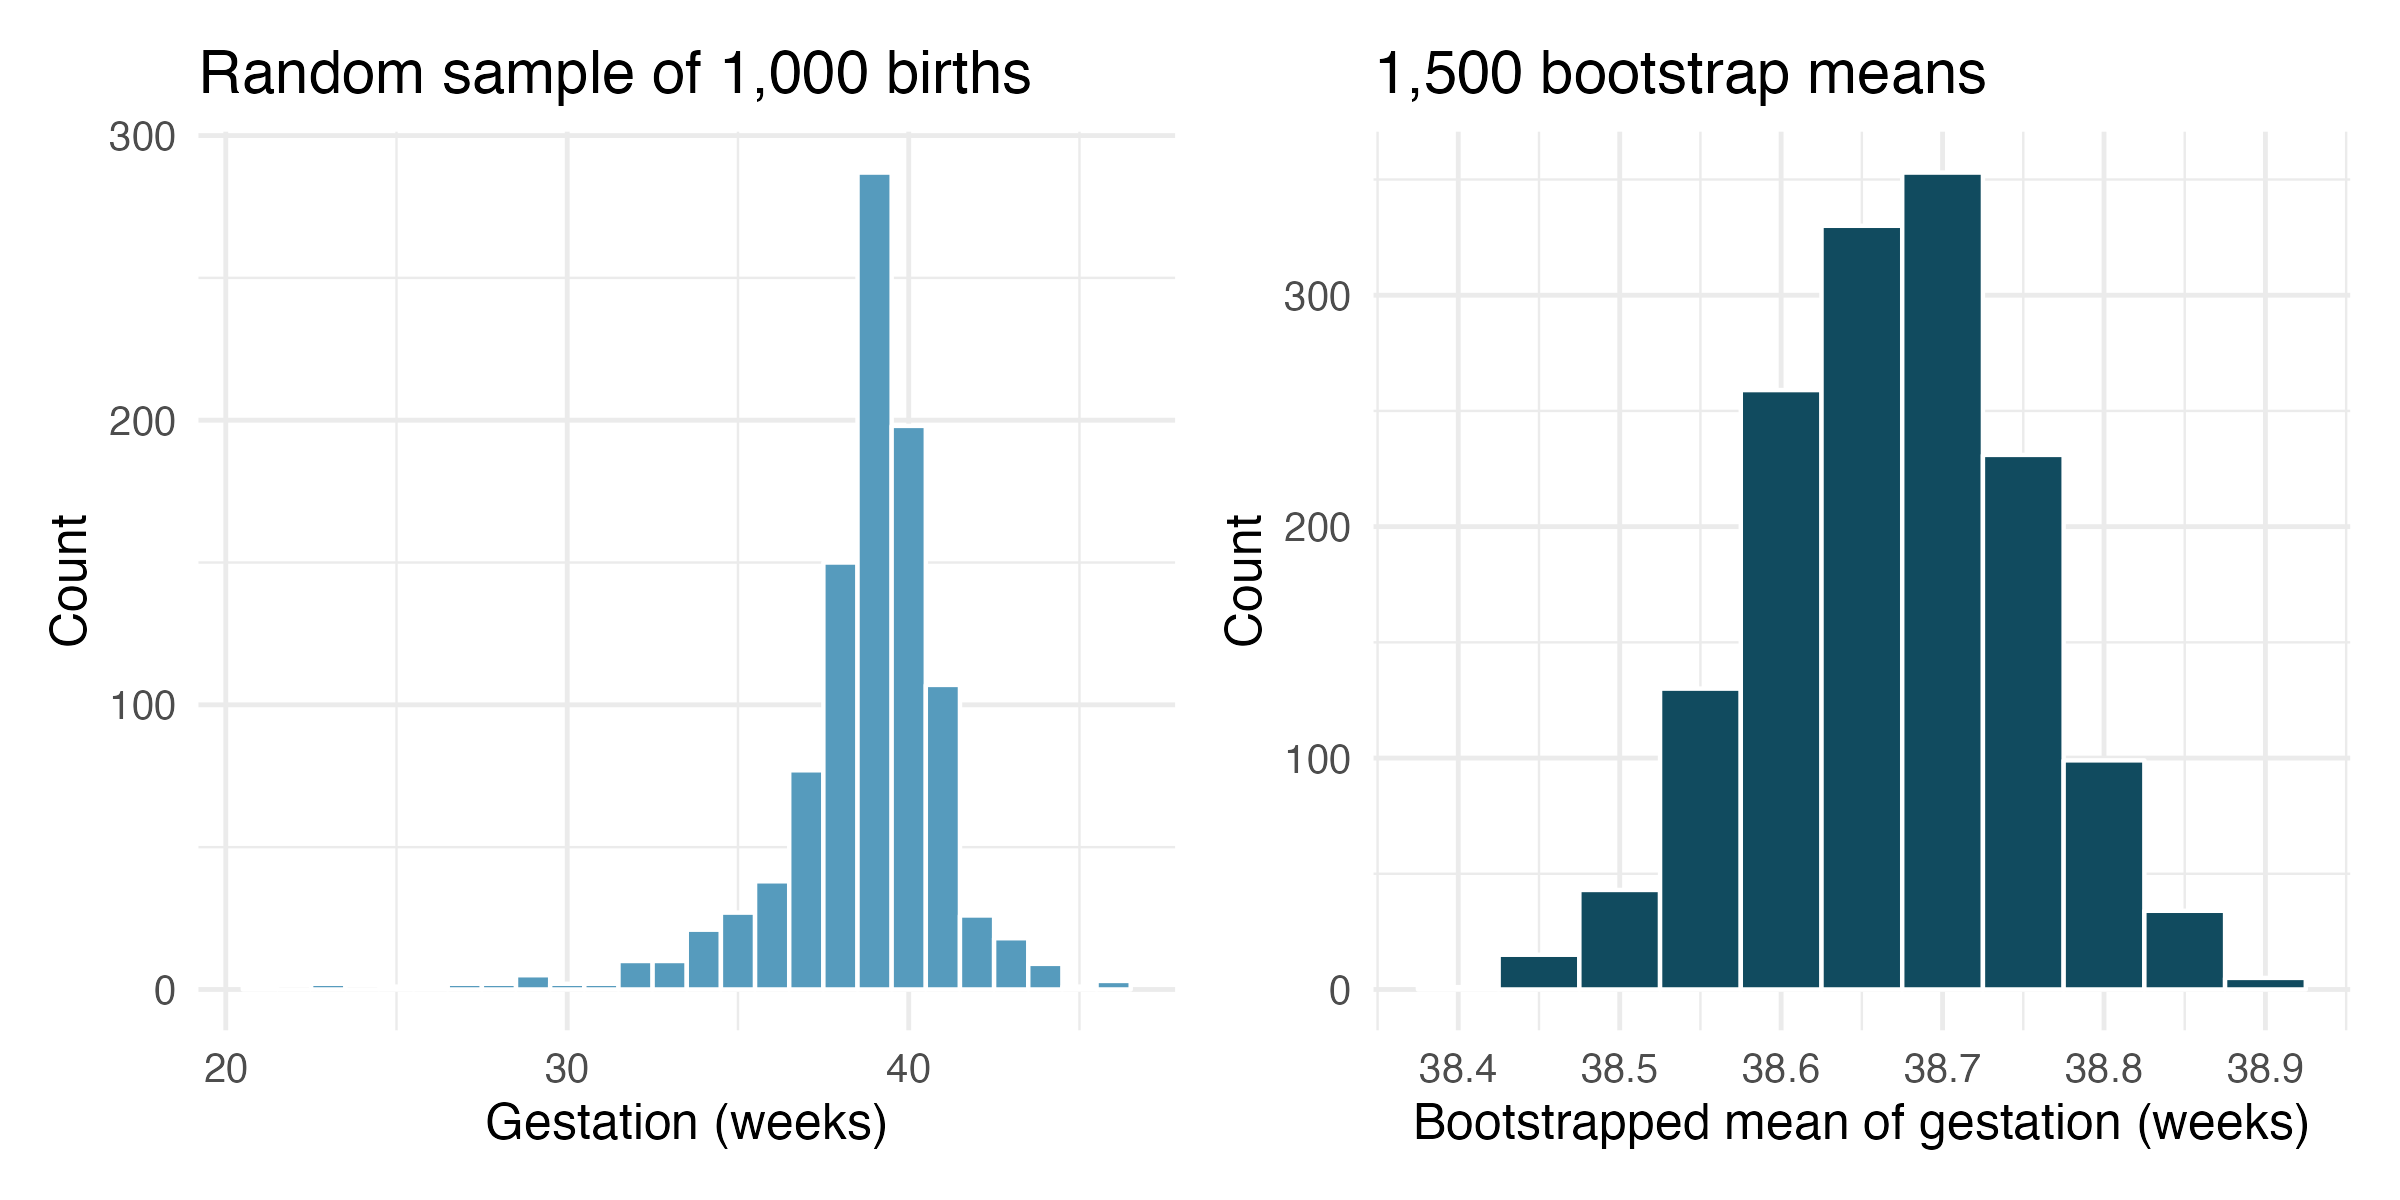 Random sample of 1,000 births
300
200
100
0
Count
20 30 40
Gestation (weeks)
1,500 bootstrap means
300
200
100
0
Count
38.4 38.5 38.6 38.7 38.8 38.9
Bootstrapped mean of gestation (weeks)